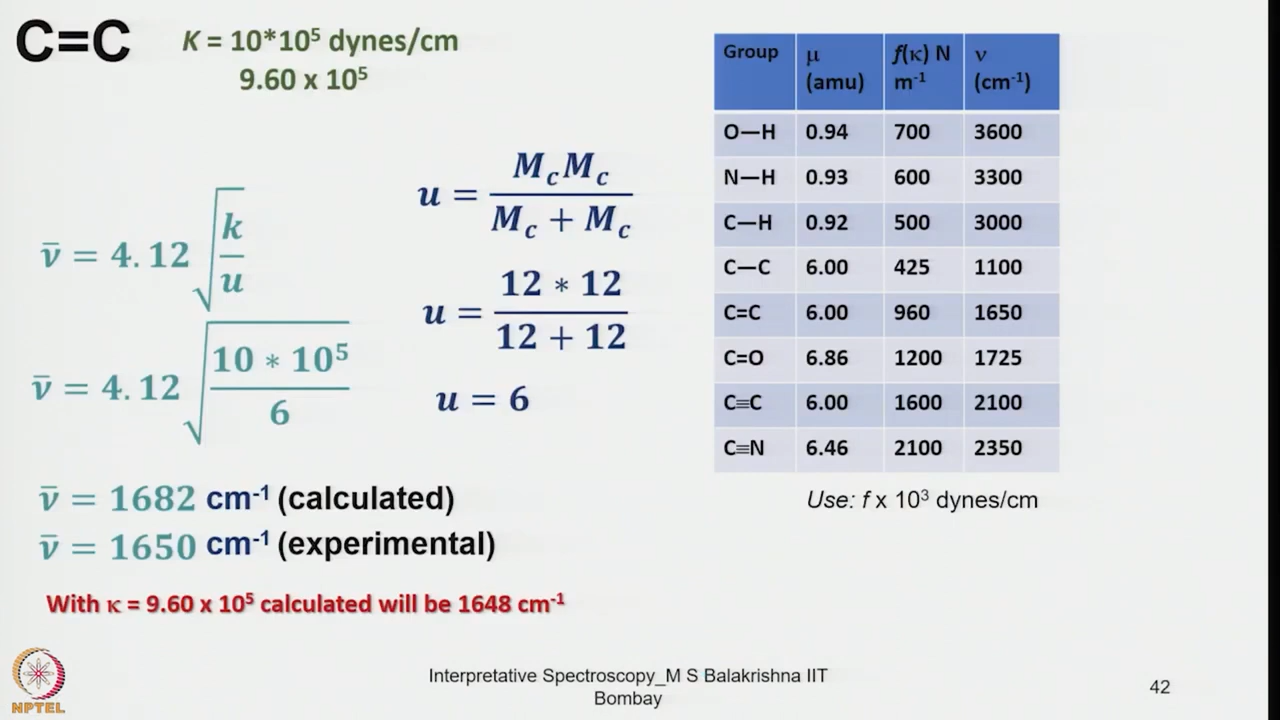 C=C
K = 10*10⁵ dynes/cm
9.60 x 10⁵
ν̄ = 4.12 √(k/u)
ν̄ = 4.12 √(10 * 10⁵/6)
u = M_c M_c / (M_c + M_c)
u = 12 * 12 / (12 + 12)
u = 6
ν̄ = 1682 cm⁻¹ (calculated)
ν̄ = 1650 cm⁻¹ (experimental)
With κ = 9.60 x 10⁵ calculated will be 1648 cm⁻¹
Group μ (amu) f(κ) N m⁻¹ ν (cm⁻¹)
O—H 0.94 700 3600
N—H 0.93 600 3300
C—H 0.92 500 3000
C—C 6.00 425 1100
C=C 6.00 960 1650
C=O 6.86 1200 1725
C≡C 6.00 1600 2100
C≡N 6.46 2100 2350
Use: f x 10³ dynes/cm
NPTEL
Interpretative Spectroscopy_M S Balakrishna IIT
Bombay
42